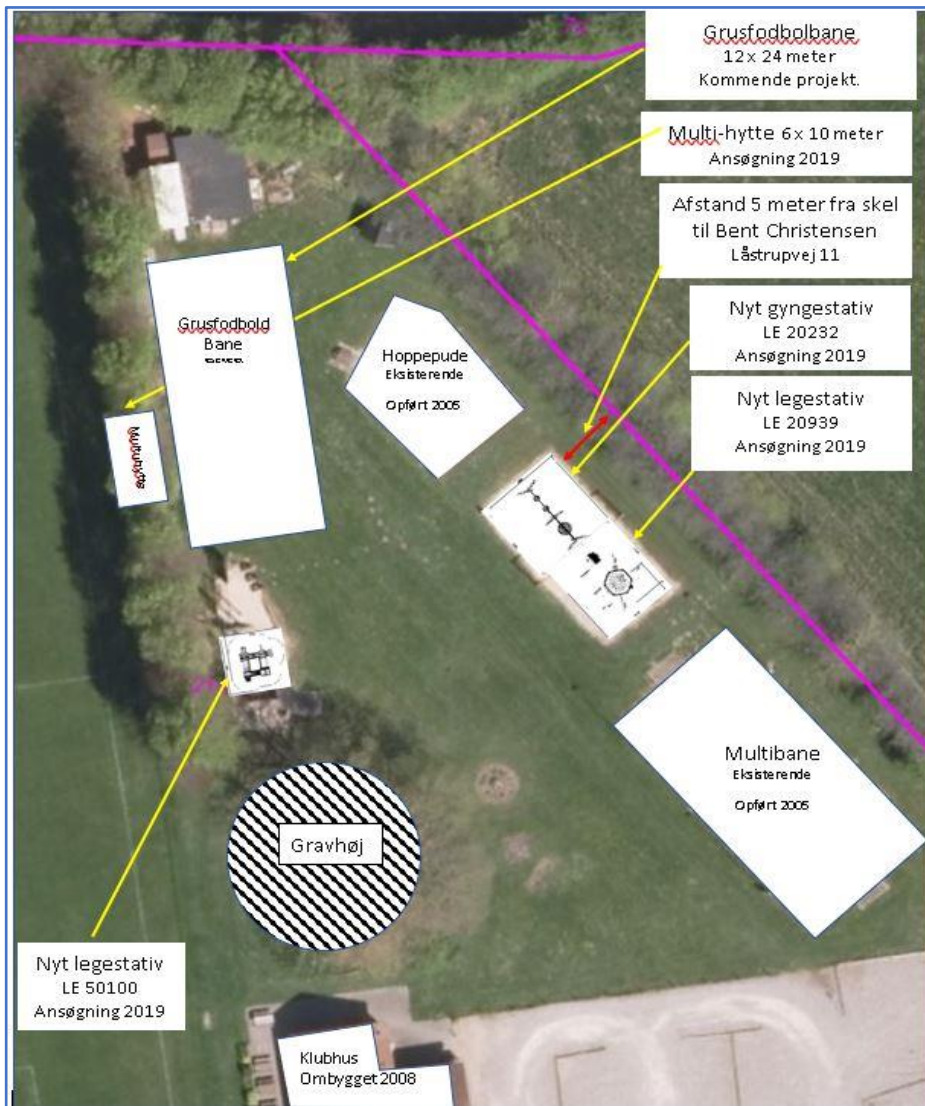 Grusfodbolbane
12 x 24 meter
Kommende projekt.
Multi-hytte 6 x 10 meter
Ansøgning 2019
Afstand 5 meter fra skel
til Bent Christensen
Låstrupvej 11
Nyt gyngestativ
LE 20232
Ansøgning 2019
Nyt legestativ
LE 20939
Ansøgning 2019
Grusfodbold
Bane
Hoppepude
Eksisterende
Opført 2005
Multihytte
Multibane
Eksisterende
Opført 2005
Gravhøj
Nyt legestativ
LE 50100
Ansøgning 2019
Klubhus
Ombygget 2008